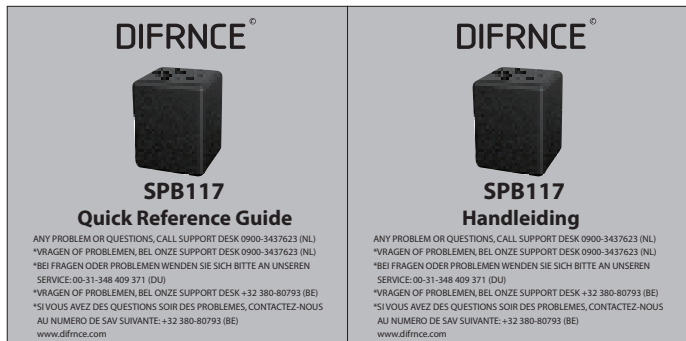 DIFRNCE©
SPB117
Quick Reference Guide
ANY PROBLEM OR QUESTIONS, CALL SUPPORT DESK 0900-3437623 (NL)
*VRAGEN OF PROBLEMEN, BEL ONZE SUPPORT DESK 0900-3437623 (NL)
*BEI FRAGEN ODER PROBLEMEN WENDEN SIE SICH BITTE AN UNSEREN
SERVICE: 00-31-348 409 371 (DU)
*VRAGEN OF PROBLEMEN, BEL ONZE SUPPORT DESK +32 380-80793 (BE)
*SI VOUS AVEZ DES QUESTIONS SOIR DES PROBLEMES, CONTACTEZ-NOUS
AU NUMERO DE SAV SUIVANTE: +32 380-80793 (BE)
www.difrnce.com
DIFRNCE©
SPB117
Handleiding
ANY PROBLEM OR QUESTIONS, CALL SUPPORT DESK 0900-3437623 (NL)
*VRAGEN OF PROBLEMEN, BEL ONZE SUPPORT DESK 0900-3437623 (NL)
*BEI FRAGEN ODER PROBLEMEN WENDEN SIE SICH BITTE AN UNSEREN
SERVICE: 00-31-348 409 371 (DU)
*VRAGEN OF PROBLEMEN, BEL ONZE SUPPORT DESK +32 380-80793 (BE)
*SI VOUS AVEZ DES QUESTIONS SOIR DES PROBLEMES, CONTACTEZ-NOUS
AU NUMERO DE SAV SUIVANTE: +32 380-80793 (BE)
www.difrnce.com